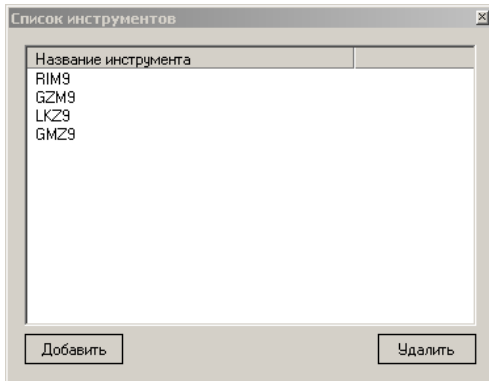 Список инструментов
Название инструмента
RIM9
GZM9
LKZ9
GMZ9
Добавить
Удалить